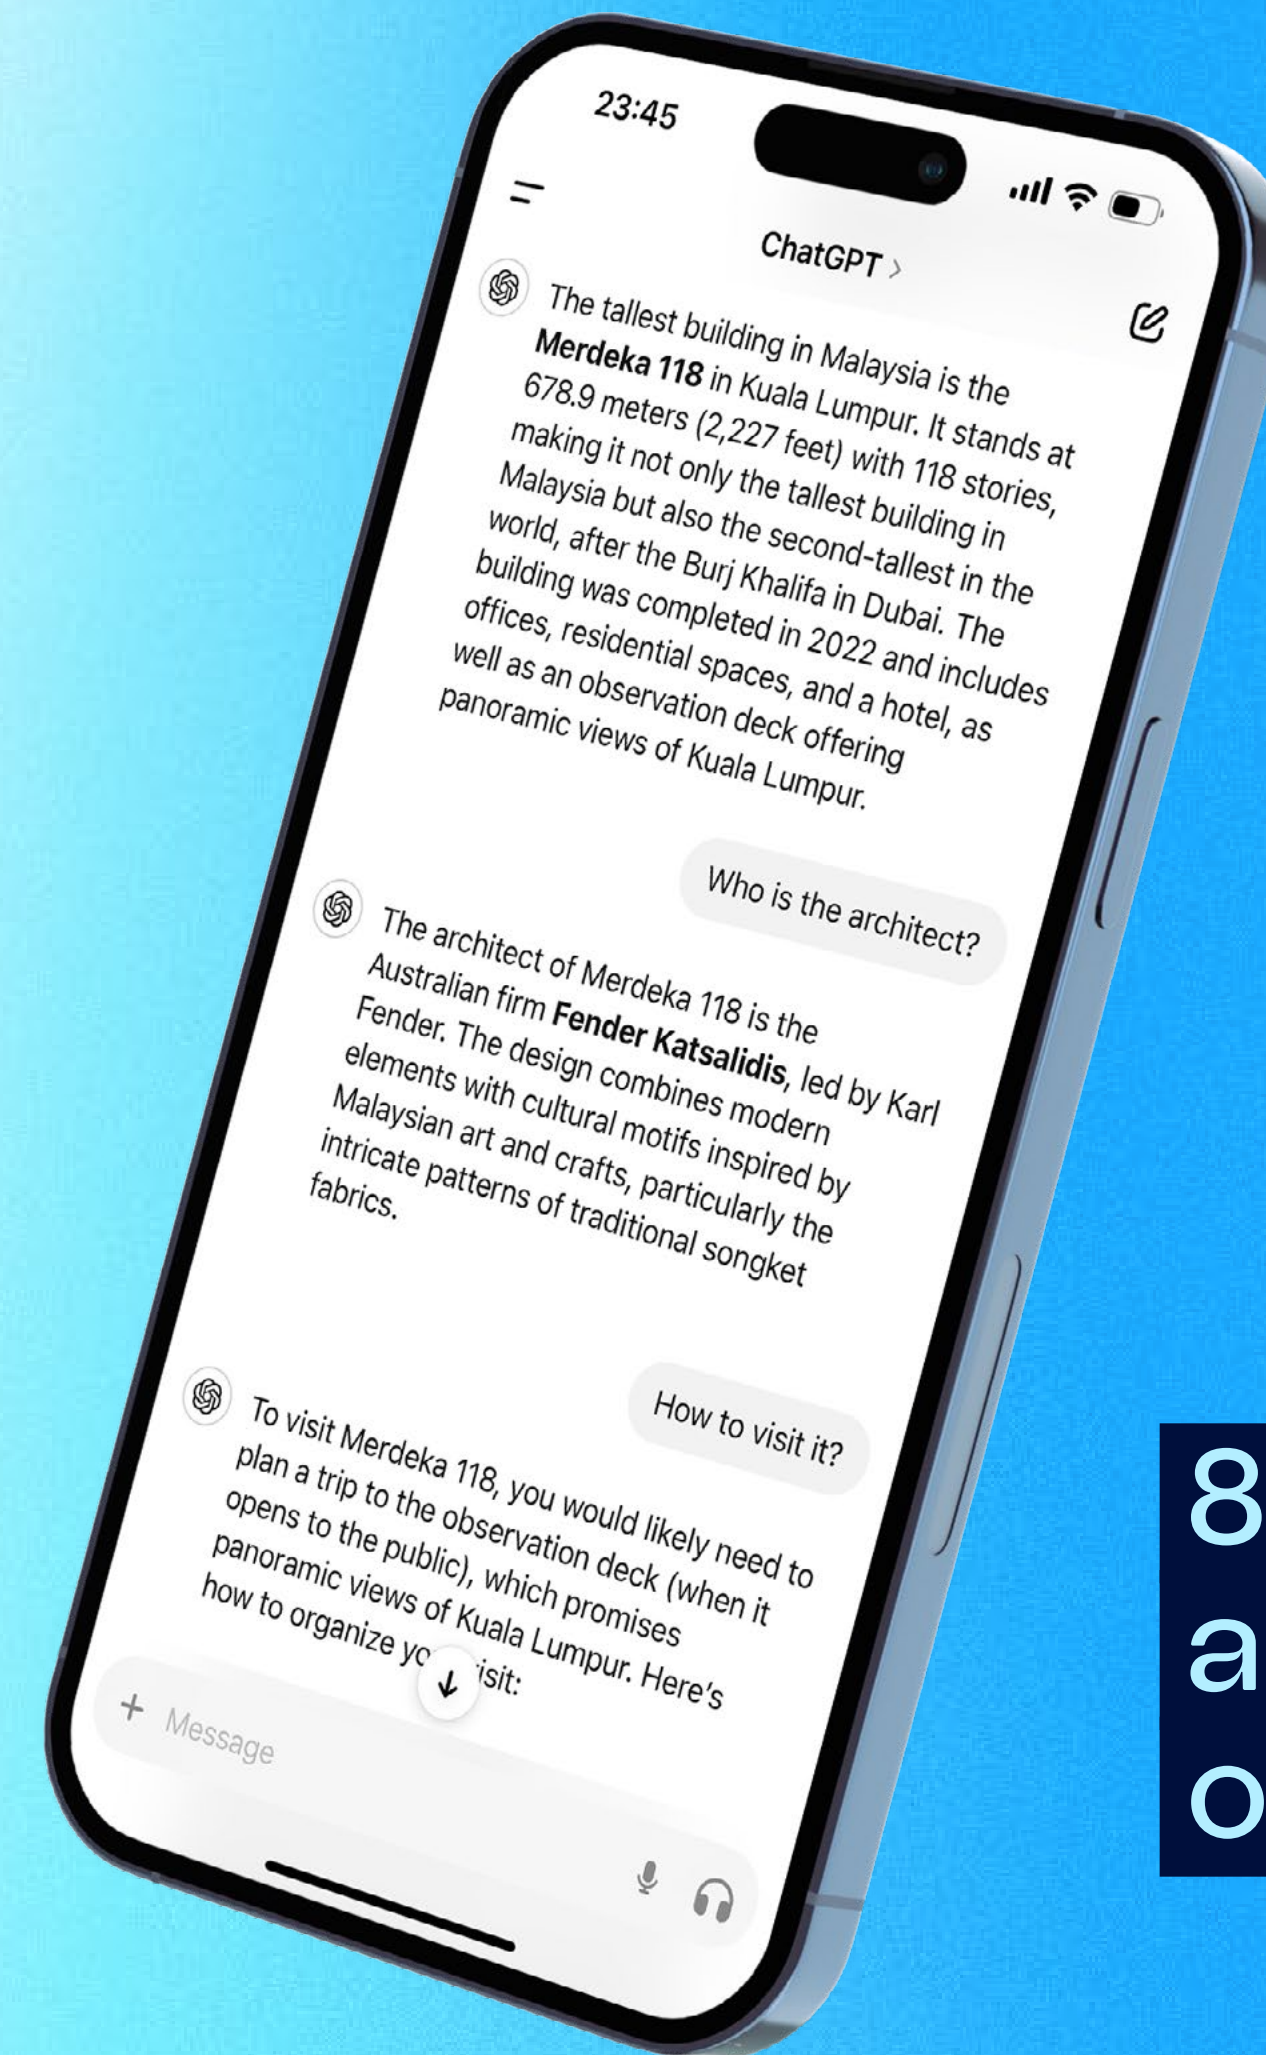 23:45
ChatGPT >
The tallest building in Malaysia is the
Merdeka 118 in Kuala Lumpur. It stands at
678.9 meters (2,227 feet) with 118 stories,
making it not only the tallest building in
Malaysia but also the second-tallest in the
world, after the Burj Khalifa in Dubai. The
building was completed in 2022 and includes
offices, residential spaces, and a hotel, as
well as an observation deck offering
panoramic views of Kuala Lumpur.
Who is the architect?
The architect of Merdeka 118 is the
Australian firm Fender Katsalidis, led by Karl
Fender. The design combines modern
elements with cultural motifs inspired by
Malaysian art and crafts, particularly the
intricate patterns of traditional songket
fabrics.
How to visit it?
To visit Merdeka 118, you would likely need to
plan a trip to the observation deck (when it
opens to the public), which promises
panoramic views of Kuala Lumpur. Here's
how to organize yo isit:
Message
8
a
o